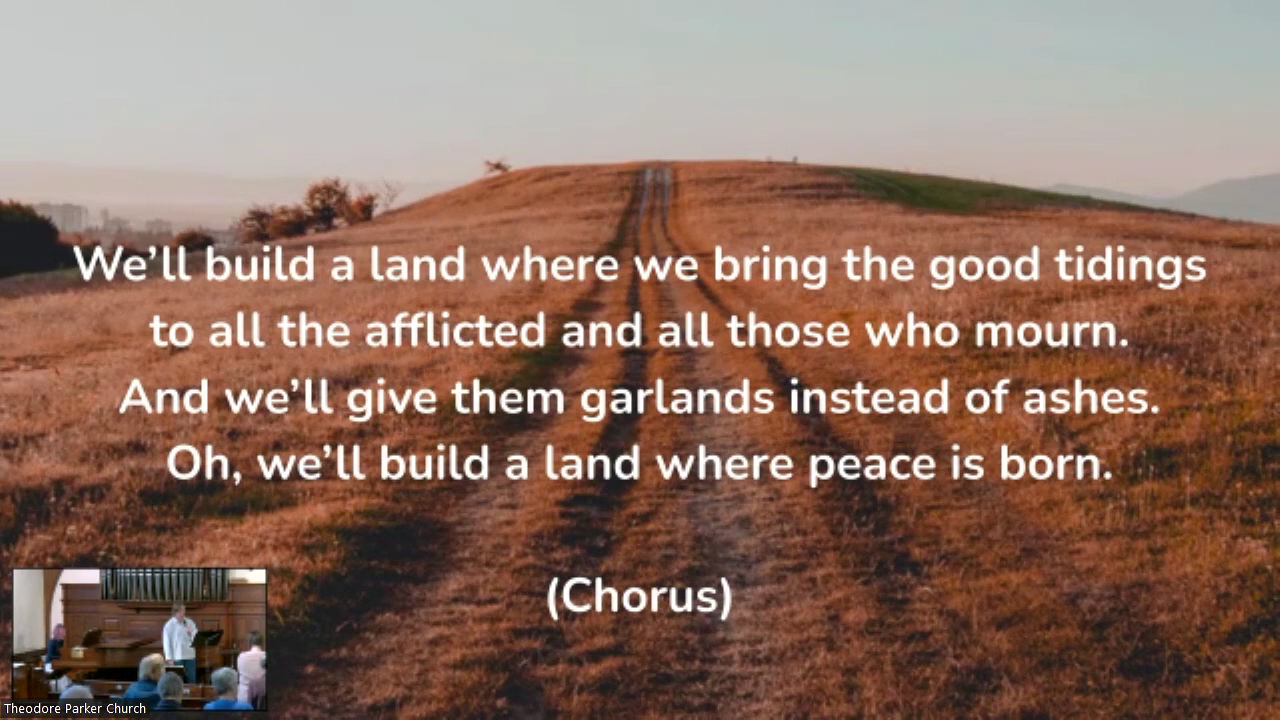 We’ll build a land where we bring the good tidings
to all the afflicted and all those who mourn.
And we’ll give them garlands instead of ashes.
Oh, we’ll build a land where peace is born.
(Chorus)
Theodore Parker Church